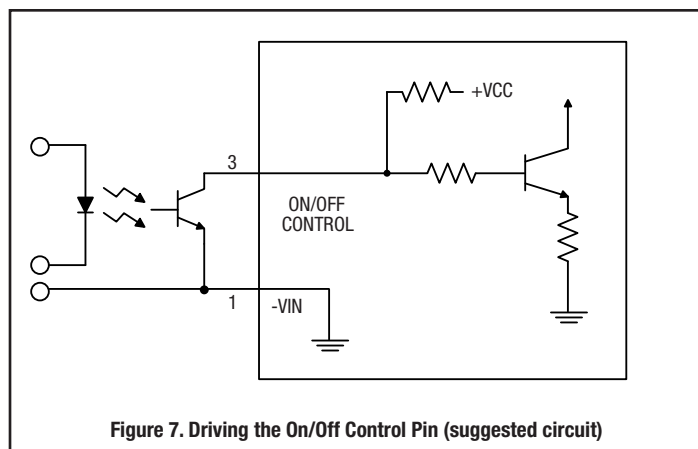 +VCC
3
ON/OFF
CONTROL
1
-VIN
Figure 7. Driving the On/Off Control Pin (suggested circuit)